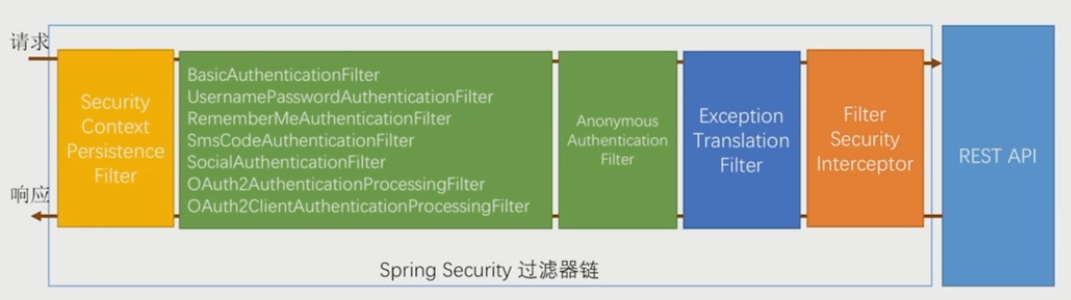 请求
Security
Context
Persistence
Filter
BasicAuthenticationFilter
UsernamePasswordAuthenticationFilter
RememberMeAuthenticationFilter
SmsCodeAuthenticationFilter
SocialAuthenticationFilter
OAuth2AuthenticationProcessingFilter
OAuth2ClientAuthenticationProcessingFilter
Anonymous
Authentication
Filter
Exception
Translation
Filter
Filter
Security
Interceptor
REST API
响应
Spring Security 过滤器链